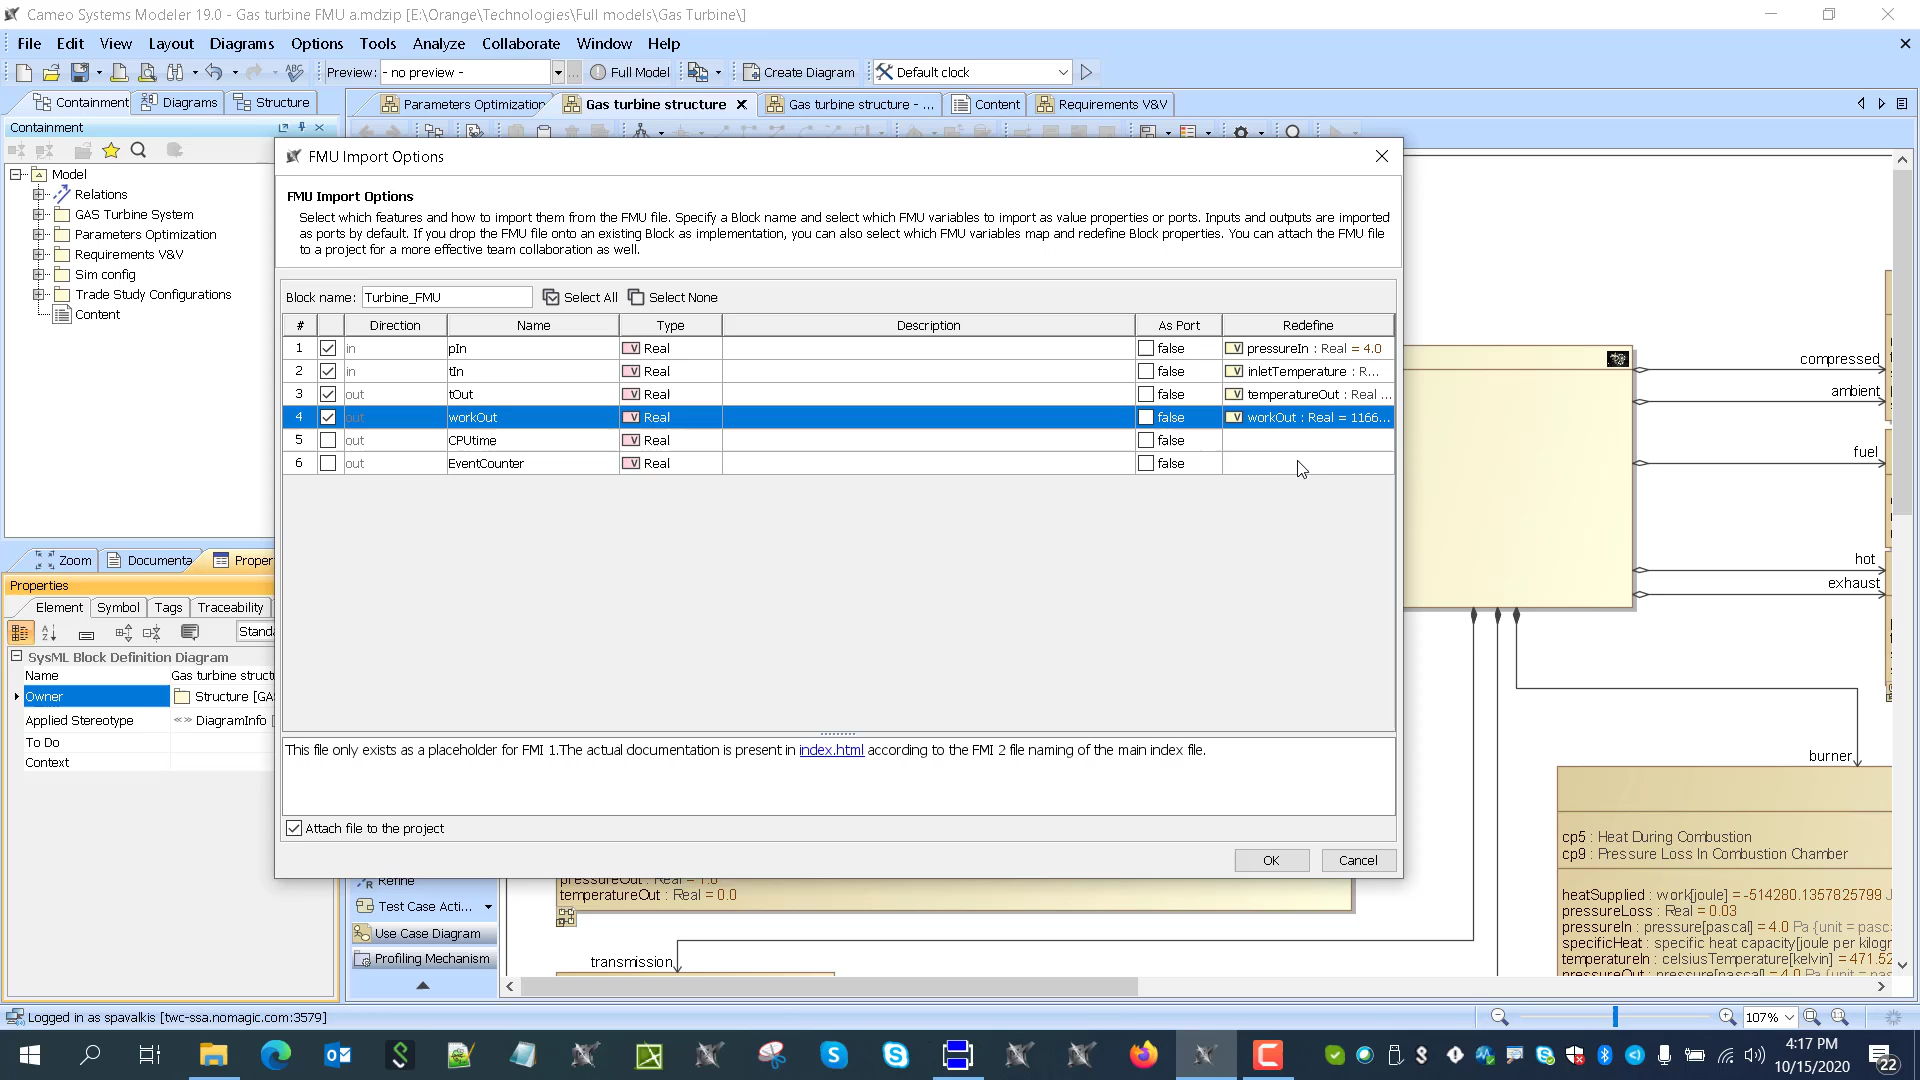 Cameo Systems Modeler 19.0 - Gas turbine FMU a.mdzip [E:\Orange\Technologies\Full models\Gas Turbine\]
File Edit View Layout Diagrams Options Tools Analyze Collaborate Window Help
Preview: - no preview - ... Full Model Create Diagram Default clock
Containment Diagrams Structure
Parameters Optimization Gas turbine structure Gas turbine structure - ... Content Requirements V&V
Containment
Model
Relations
GAS Turbine System
Parameters Optimization
Requirements V&V
Sim config
Trade Study Configurations
Content
FMU Import Options
FMU Import Options
Select which features and how to import them from the FMU file. Specify a Block name and select which FMU variables to import as value properties or ports. Inputs and outputs are imported
as ports by default. If you drop the FMU file onto an existing Block as implementation, you can also select which FMU variables map and redefine Block properties. You can attach the FMU file
to a project for a more effective team collaboration as well.
Block name: Turbine_FMU Select All Select None
# Direction Name Type Description As Port Redefine
1 in pIn V Real false V pressureIn : Real = 4.0
2 in tIn V Real false V inletTemperature : R...
3 out tOut V Real false V temperatureOut : Real ...
4 out workOut V Real false V workOut : Real = 1166...
5 out CPUtime V Real false
6 out EventCounter V Real false
This file only exists as a placeholder for FMI 1.The actual documentation is present in index.html according to the FMI 2 file naming of the main index file.
Attach file to the project
OK Cancel
compressed
ambient
fuel
hot
exhaust
burner
cp5 : Heat During Combustion
cp9 : Pressure Loss In Combustion Chamber
heatSupplied : work[joule] = -514280.1357825799 J
pressureLoss : Real = 0.03
pressureIn : pressure[pascal] = 4.0 Pa {unit = pasc
specificHeat : specific heat capacity[joule per kilogr
temperatureIn : celsiusTemperature[kelvin] = 471.52
pressureOut : pressure[pascal] = 4.0 Pa {unit = pasc
Zoom Documenta Proper
Properties
Element Symbol Tags Traceability
Standa
SysML Block Definition Diagram
Name Gas turbine struct
Owner Structure [GA
Applied Stereotype «» DiagramInfo [
To Do
Context
Refine
Test Case Acti...
Use Case Diagram
Profiling Mechanism
pressureOut : Real = 1.0
temperatureOut : Real = 0.0
transmission
Logged in as spavalkis [twc-ssa.nomagic.com:3579]
107%
1:1
4:17 PM
10/15/2020
22